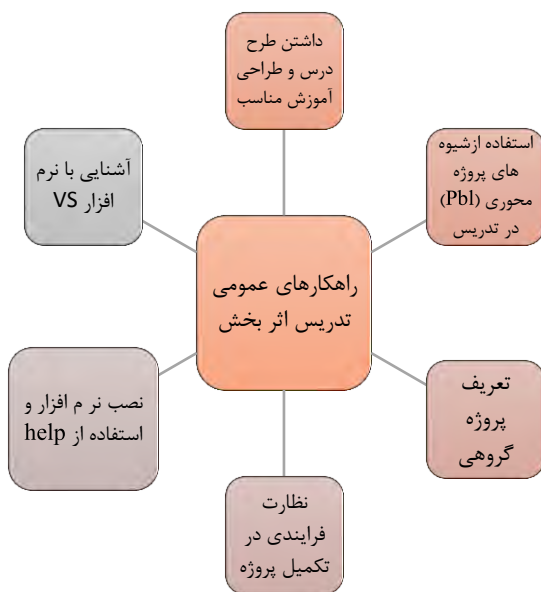 داشتن طرح
درس و طراحی
آموزش مناسب
استفاده ازشیوه
های پروژه
محوری (Pbl)
در تدریس
تعریف
پروژه
گروهی
نظارت
فرایندی در
تکمیل پروژه
نصب نر م افزار و
استفاده از help
آشنایی با نرم
افزار VS
راهکارهای عمومی
تدریس اثر بخش